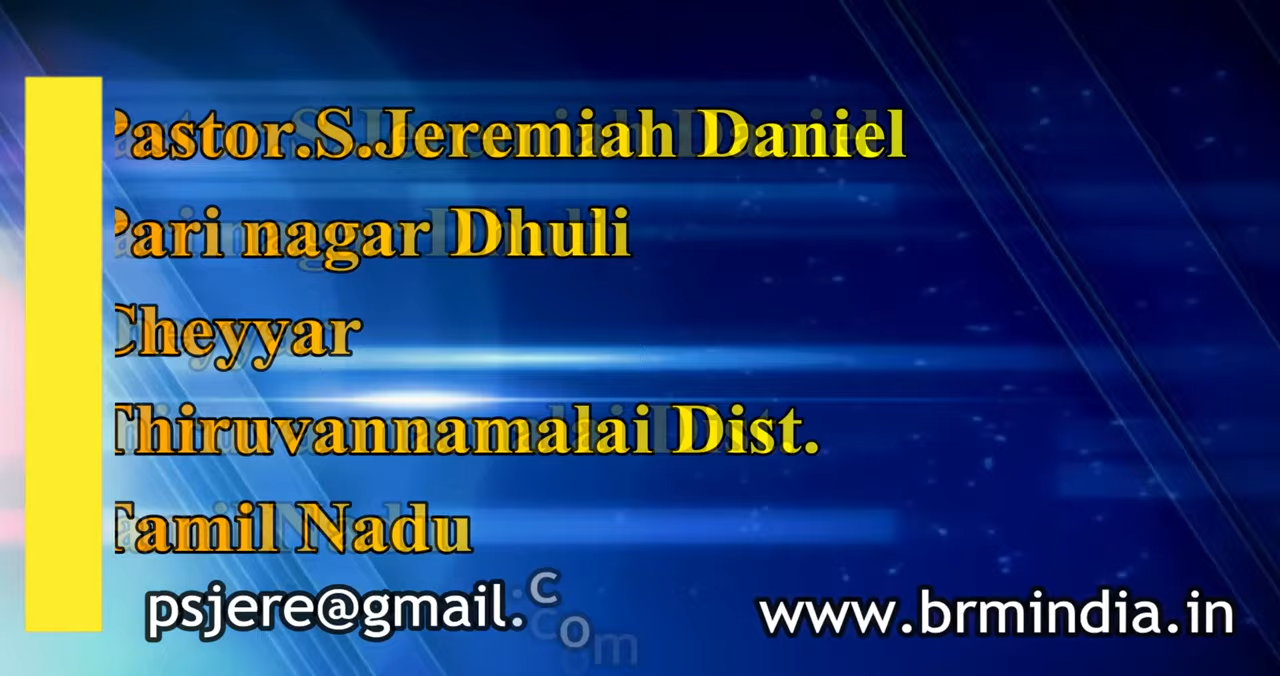 Pastor.S.Jeremiah Daniel
Pari nagar Dhuli
Cheyyar
Thiruvannamalai Dist.
Tamil Nadu
psjere@gmail.com
www.brmindia.in